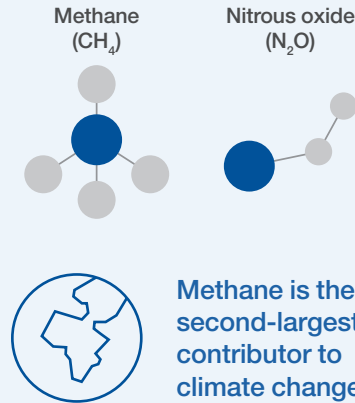 Methane
(CH₄)
Nitrous oxide
(N₂O)
Methane is the
second-largest
contributor to
climate change